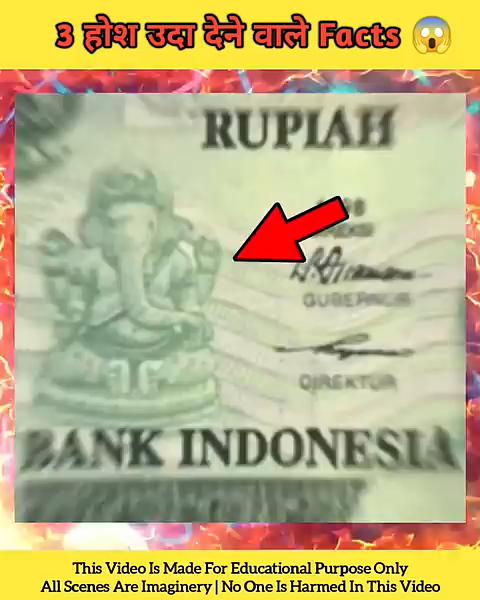 3 होश उदा देने वाले Facts
RUPIAH
GUBERNUR
DIREKTUR
BANK INDONESIA
This Video Is Made For Educational Purpose Only
All Scenes Are Imaginery | No One Is Harmed In This Video